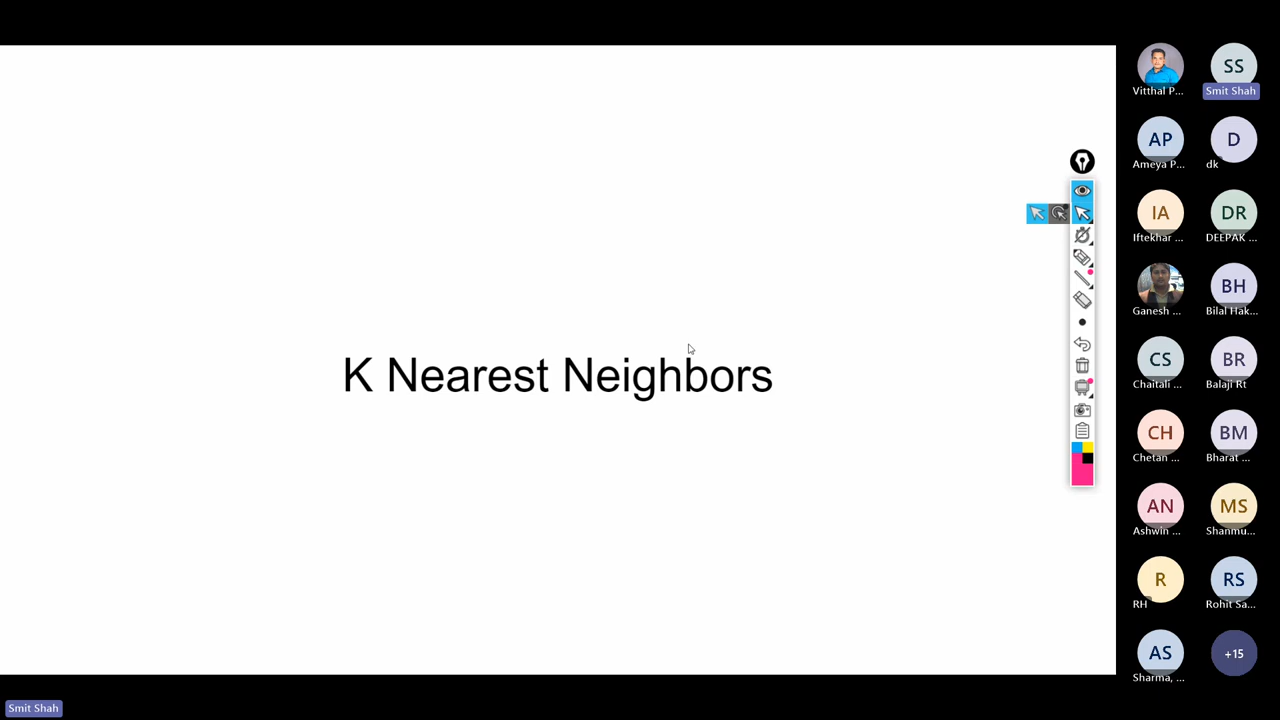 K Nearest Neighbors
Vitthal P...
SS
Smit Shah
AP
Ameya P...
D
dk
IA
Iftekhar ...
DR
DEEPAK ...
Ganesh ...
BH
Bilal Hak...
CS
Chaitali ...
BR
Balaji Rt
CH
Chetan ...
BM
Bharat ...
AN
Ashwin ...
MS
Shanmu...
R
RH
RS
Rohit Sa...
AS
Sharma, ...
+15
Smit Shah